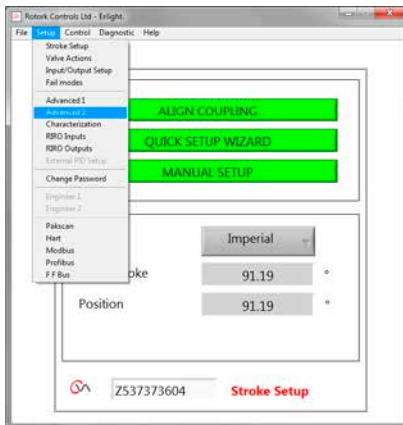 Rotork Controls Ltd - Enlight.
File Setup Control Diagnostic Help
Stroke Setup
Valve Actions
Input/Output Setup
Fail modes
Advanced 1
Advanced 2
Characterization
RIRO Inputs
RIRO Outputs
External PID Setup
Change Password
Engineer 1
Engineer 2
Pakscan
Hart
Modbus
Profibus
F F Bus
ALIGN COUPLING
QUICK SETUP WIZARD
MANUAL SETUP
Imperial
oke 91.19 °
Position 91.19 °
Z537373604 Stroke Setup